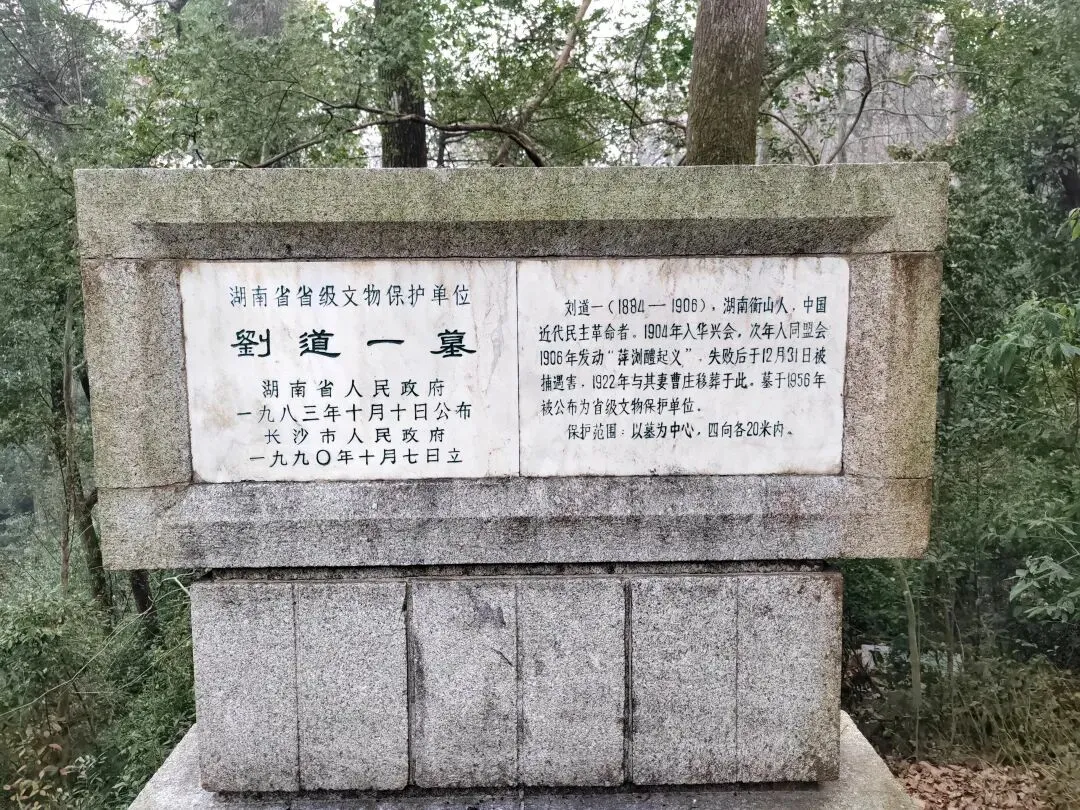 湖南省省级文物保护单位
劉道一墓
湖南省人民政府
一九八三年十月十日公布
长沙市人民政府
一九九〇年十月七日立
刘道一(1884—1906),湖南衡山人,中国
近代民主革命者。1904年入华兴会,次年入同盟会
1906年发动“萍浏醴起义”,失败后于12月31日被
捕遇害,1922年与其妻曹庄移葬于此。墓于1956年
被公布为省级文物保护单位。
保护范围:以墓为中心,四向各20米内。